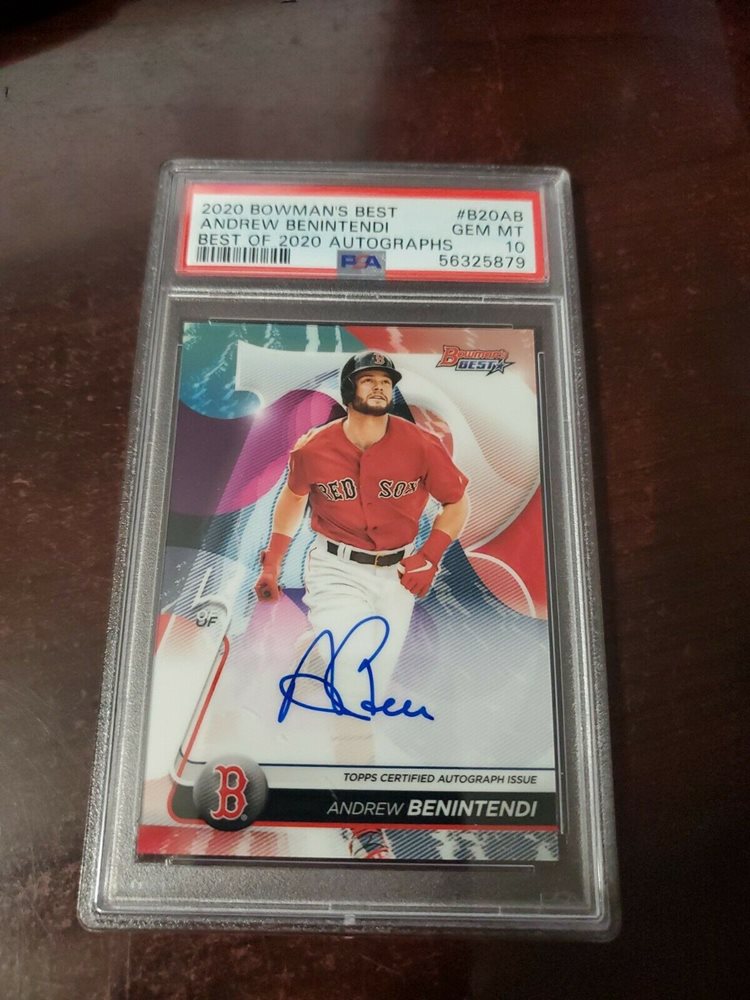 2020 BOWMAN'S BEST #B20AB
ANDREW BENINTENDI GEM MT
BEST OF 2020 AUTOGRAPHS 10
PSA 56325879
Bowman's
BEST
B
RED SOX
OF
A Ben
TOPPS CERTIFIED AUTOGRAPH ISSUE
B
ANDREW BENINTENDI